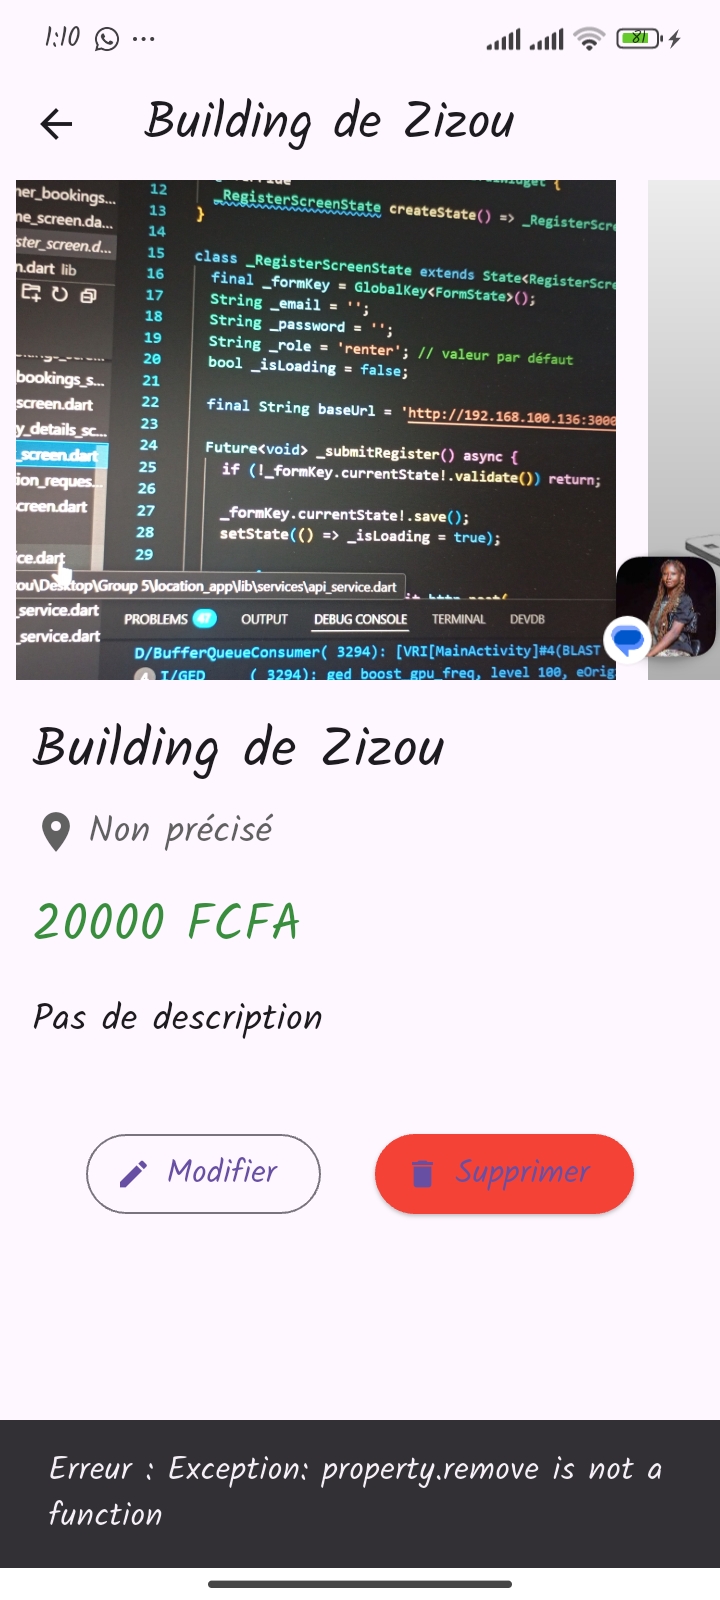 1:10
81
Building de Zizou
ner_bookings...
ne_screen.da...
ster_screen.d...
n.dart lib
bookings_s...
screen.dart
y_details_sc...
_screen.dart
ion_reques...
creen.dart
ice.dart
ou\Desktop\Group 5\location_app\lib\services\api_service.dart
_service.dart
_service.dart
12 _RegisterScreenState createState() => _RegisterScre
13 }
14
15 class _RegisterScreenState extends State<RegisterScre
16 final _formKey = GlobalKey<FormState>();
17 String _email = '';
18 String _password = '';
19 String _role = 'renter'; // valeur par défaut
20 bool _isLoading = false;
21
22 final String baseUrl = 'http://192.168.100.136:3000
23
24 Future<void> _submitRegister() async {
25 if (!_formKey.currentState!.validate()) return;
26
27 _formKey.currentState!.save();
28 setState(() => _isLoading = true);
29
PROBLEMS 47 OUTPUT DEBUG CONSOLE TERMINAL DEVDB
D/BufferQueueConsumer( 3294): [VRI[MainActivity]#4(BLAST
4 I/GED ( 3294): ged boost gpu_freq, level 100, eOrig
Building de Zizou
Non précisé
20000 FCFA
Pas de description
Modifier
Supprimer
Erreur : Exception: property.remove is not a
function